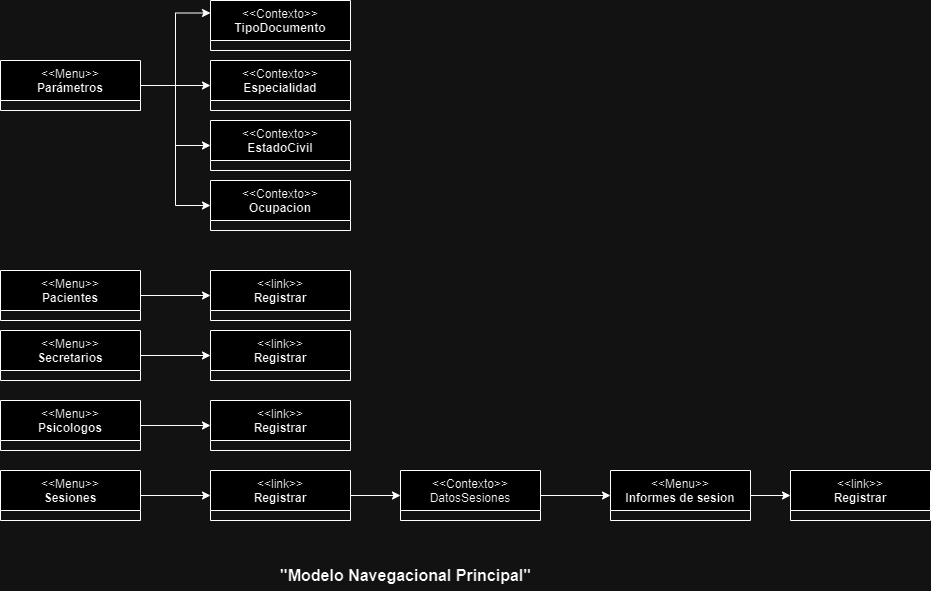 <<Contexto>>
TipoDocumento
<<Menu>>
Parámetros
<<Contexto>>
Especialidad
<<Contexto>>
EstadoCivil
<<Contexto>>
Ocupacion
<<Menu>>
Pacientes
<<link>>
Registrar
<<Menu>>
Secretarios
<<link>>
Registrar
<<Menu>>
Psicologos
<<link>>
Registrar
<<Menu>>
Sesiones
<<link>>
Registrar
<<Contexto>>
DatosSesiones
<<Menu>>
Informes de sesion
<<link>>
Registrar
"Modelo Navegacional Principal"